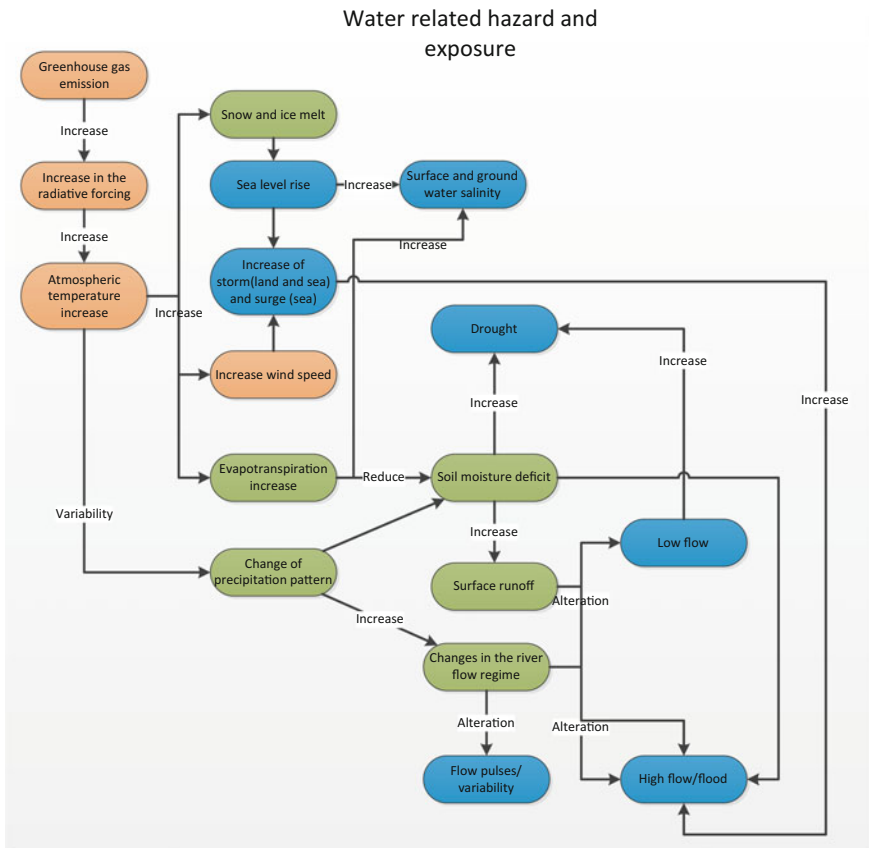 Water related hazard and
exposure
Greenhouse gas
emission
Increase
Increase in the
radiative forcing
Increase
Atmospheric
temperature
increase
Increase
Variability
Snow and ice melt
Sea level rise
Increase
Surface and ground
water salinity
Increase
Increase of
storm(land and sea)
and surge (sea)
Increase
Increase wind speed
Drought
Increase
Increase
Evapotranspiration
increase
Reduce
Soil moisture deficit
Increase
Low flow
Change of
precipitation pattern
Surface runoff
Alteration
Increase
Changes in the river
flow regime
Alteration
Alteration
Flow pulses/
variability
High flow/flood